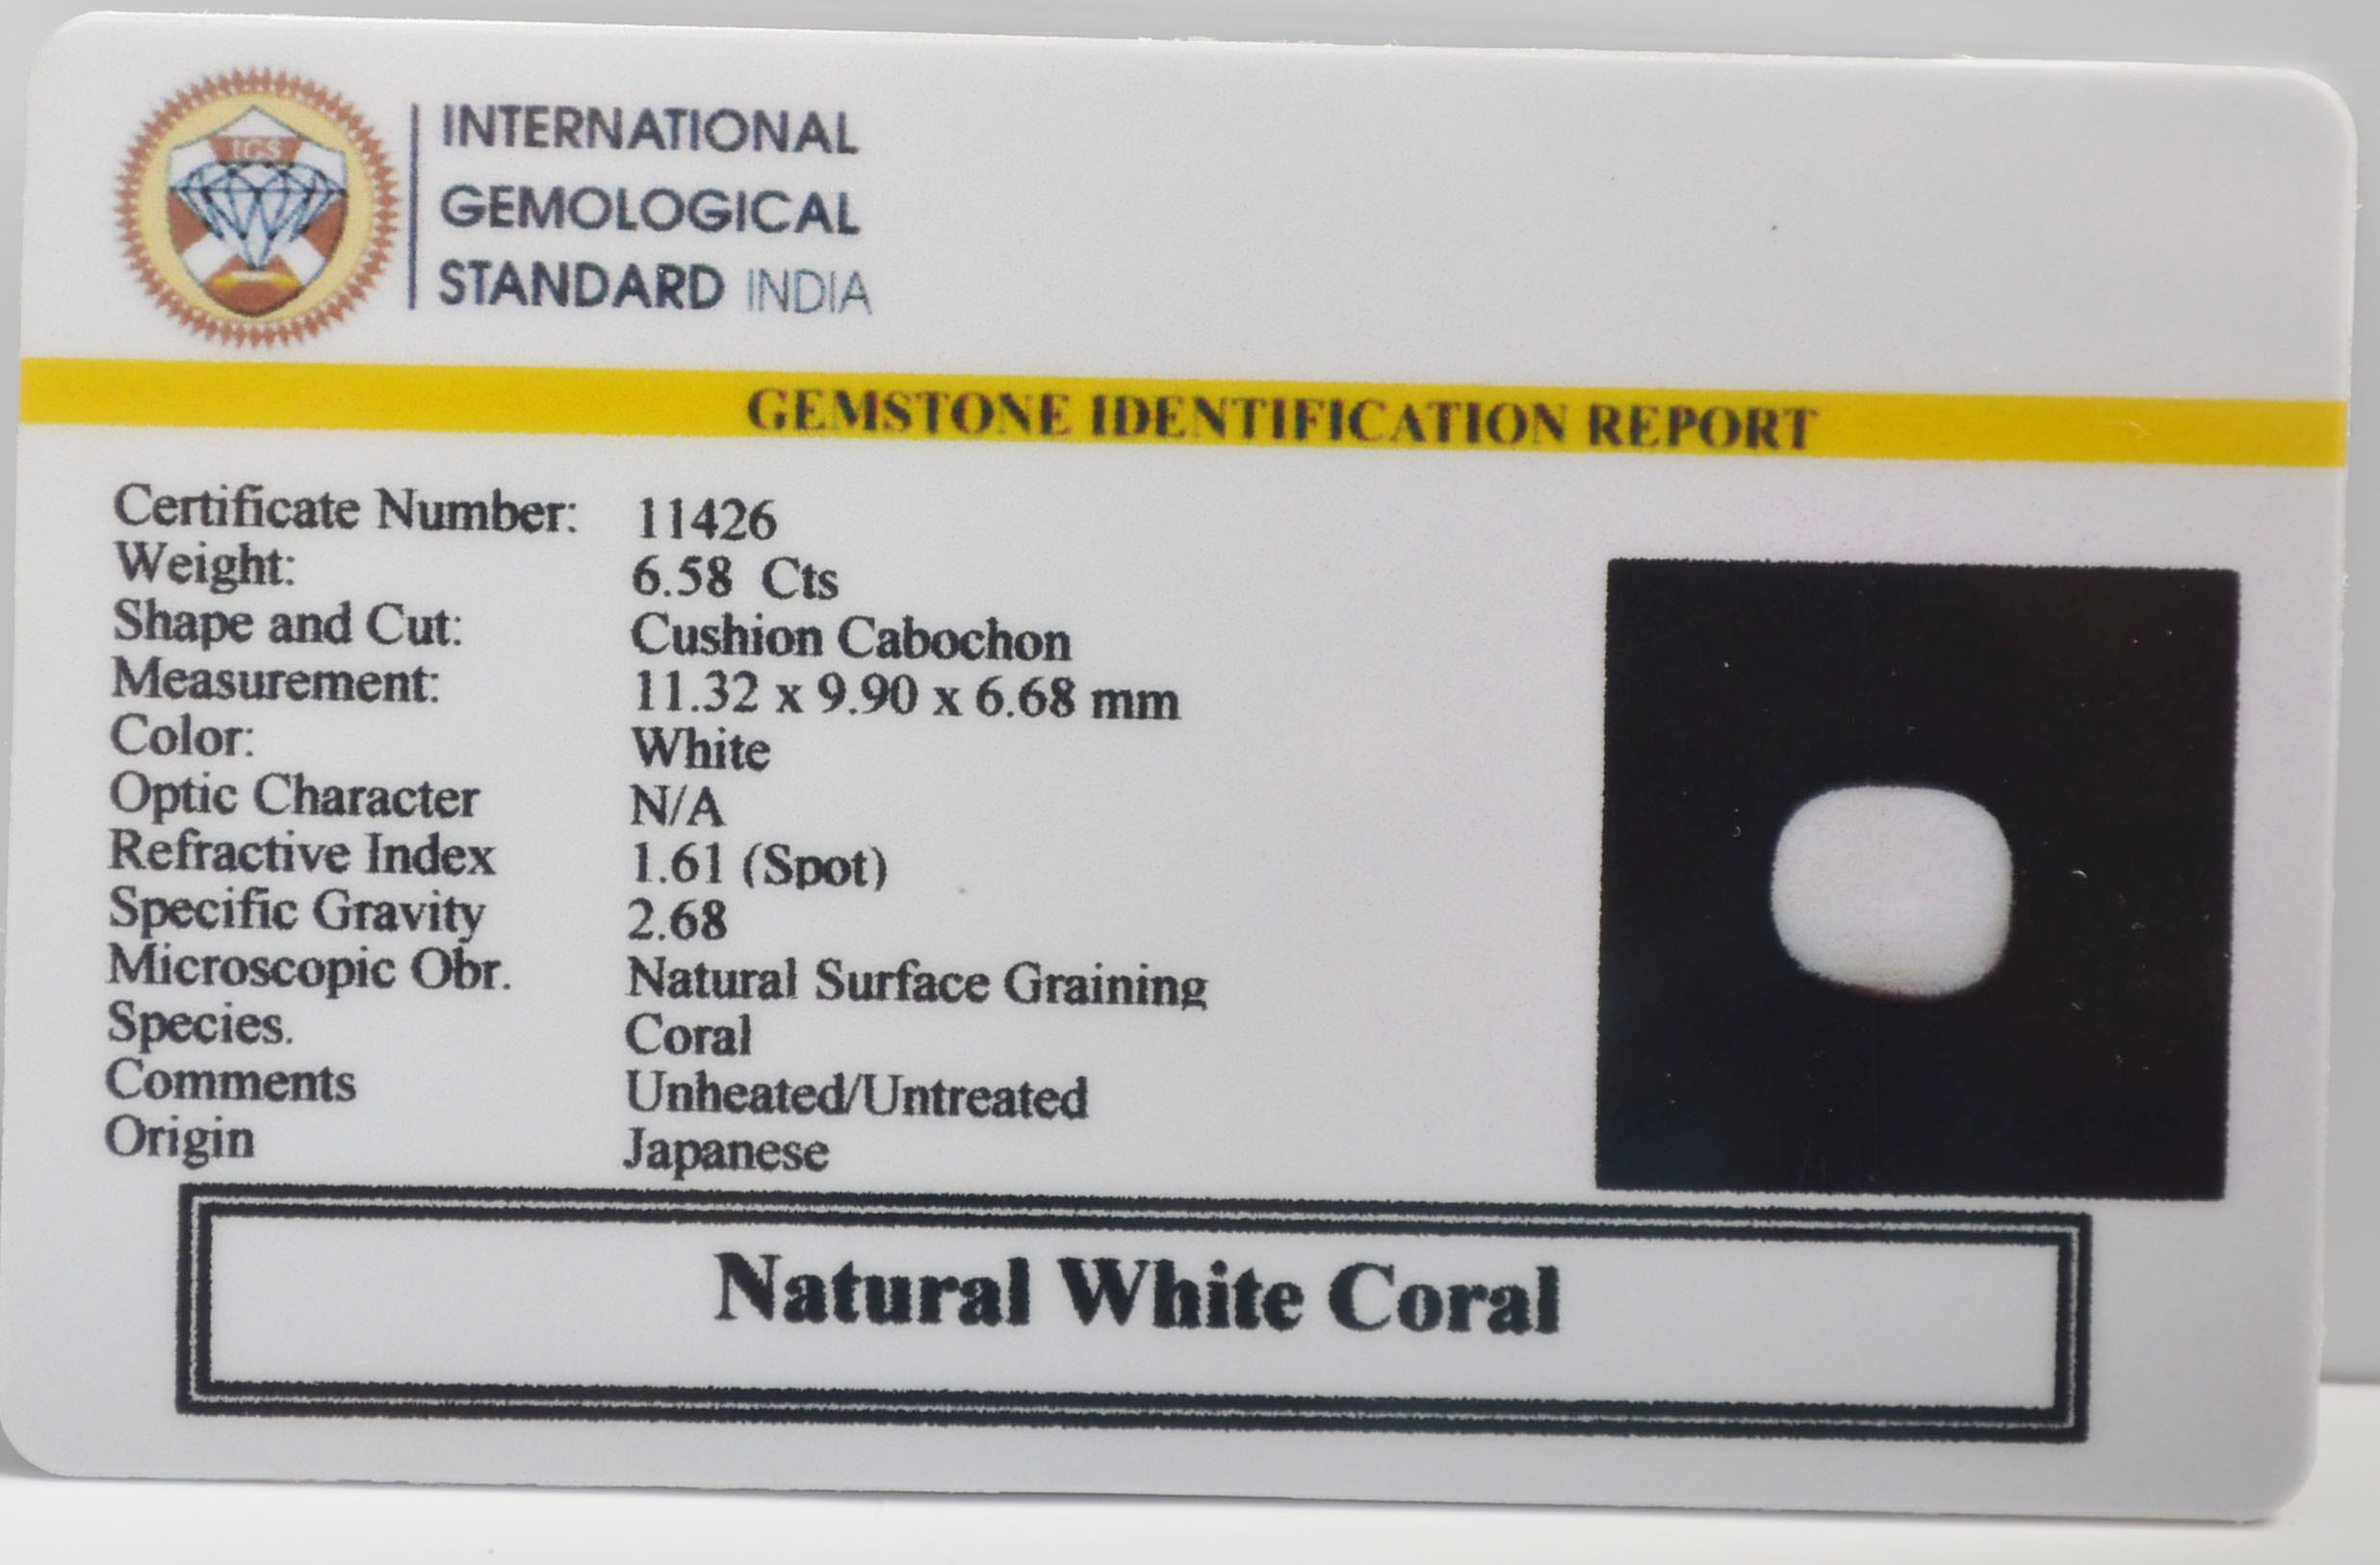 IGS
INTERNATIONAL
GEMOLOGICAL
STANDARD INDIA
GEMSTONE IDENTIFICATION REPORT
Certificate Number: 11426
Weight: 6.58 Cts
Shape and Cut: Cushion Cabochon
Measurement: 11.32 x 9.90 x 6.68 mm
Color: White
Optic Character N/A
Refractive Index 1.61 (Spot)
Specific Gravity 2.68
Microscopic Obr. Natural Surface Graining
Species. Coral
Comments Unheated/Untreated
Origin Japanese
Natural White Coral